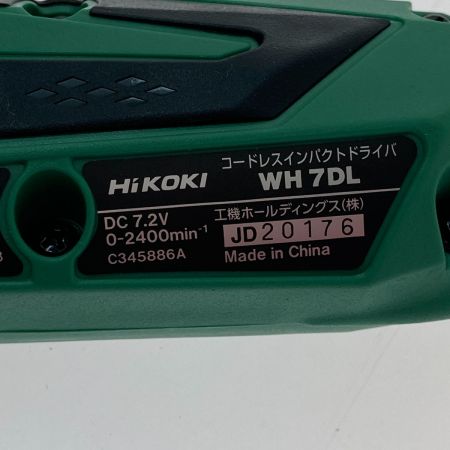 コードレスインパクトドライバ
HiKOKI WH 7DL
DC 7.2V 工機ホールディングス(株)
0-2400min⁻¹ JD20176
C345886A Made in China